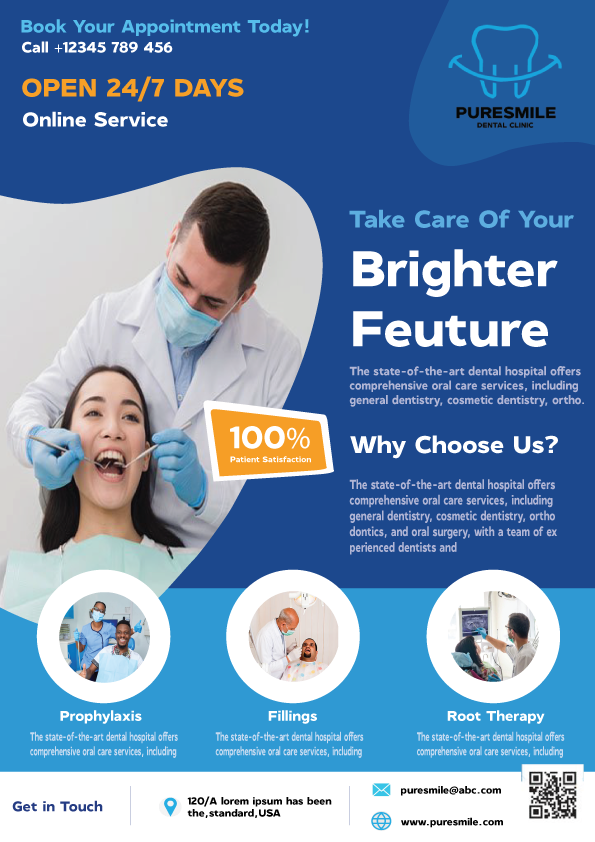 Book Your Appointment Today!
Call +12345 789 456
OPEN 24/7 DAYS
Online Service
PURESMILE
DENTAL CLINIC
Take Care Of Your
Brighter
Feuture
The state-of-the-art dental hospital offers
comprehensive oral care services, including
general dentistry, cosmetic dentistry, ortho.
100%
Patient Satisfaction
Why Choose Us?
The state-of-the-art dental hospital offers
comprehensive oral care services, including
general dentistry, cosmetic dentistry, ortho
dontics, and oral surgery, with a team of ex
perienced dentists and
Prophylaxis
The state-of-the-art dental hospital offers
comprehensive oral care services, including
Fillings
The state-of-the-art dental hospital offers
comprehensive oral care services, including
Root Therapy
The state-of-the-art dental hospital offers
comprehensive oral care services, including
Get in Touch
120/A lorem ipsum has been
the,standard,USA
puresmile@abc.com
www.puresmile.com